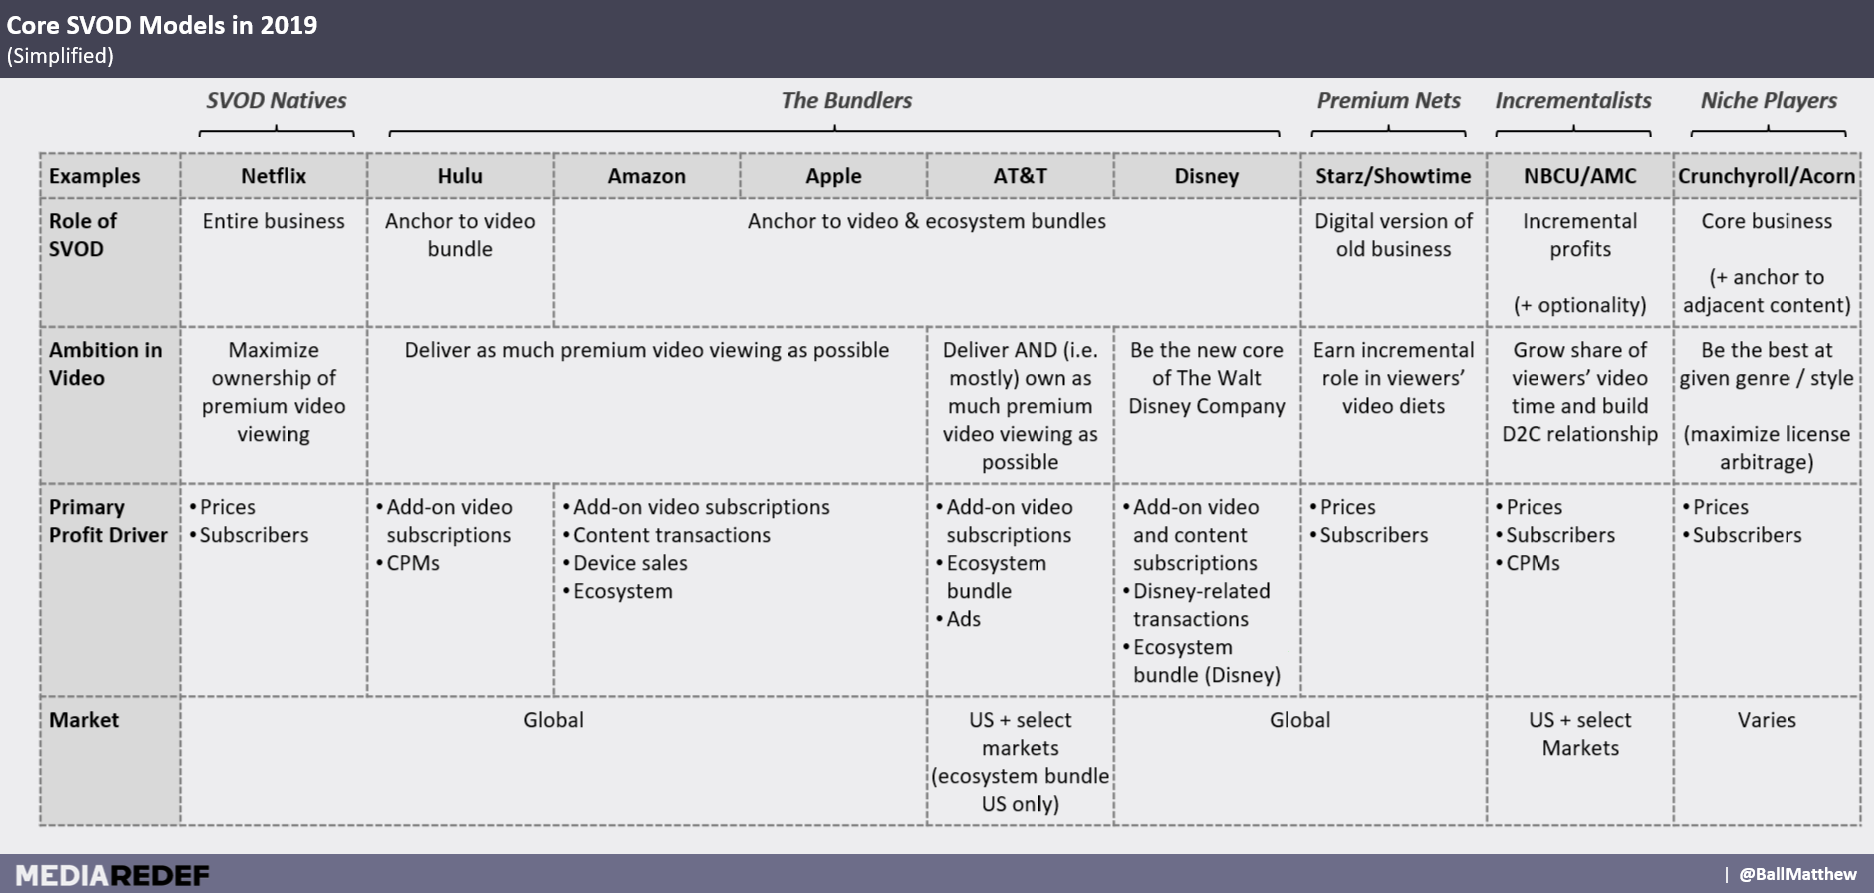 Core SVOD Models in 2019
(Simplified)
SVOD Natives
The Bundlers
Premium Nets
Incrementalists
Niche Players
Examples
Netflix
Hulu
Amazon
Apple
AT&T
Disney
Starz/Showtime
NBCU/AMC
Crunchyroll/Acorn
Role of
SVOD
Entire business
Anchor to video
bundle
Anchor to video & ecosystem bundles
Digital version of
old business
Incremental
profits
(+ optionality)
Core business
(+ anchor to
adjacent content)
Ambition in
Video
Maximize
ownership of
premium video
viewing
Deliver as much premium video viewing as possible
Deliver AND (i.e.
mostly) own as
much premium
video viewing as
possible
Be the new core
of The Walt
Disney Company
Earn incremental
role in viewers’
video diets
Grow share of
viewers’ video
time and build
D2C relationship
Be the best at
given genre / style
(maximize license
arbitrage)
Primary
Profit Driver
• Prices
• Subscribers
• Add-on video
subscriptions
• CPMs
• Add-on video subscriptions
• Content transactions
• Device sales
• Ecosystem
• Add-on video
subscriptions
• Ecosystem
bundle
• Ads
• Add-on video
and content
subscriptions
• Disney-related
transactions
• Ecosystem
bundle (Disney)
• Prices
• Subscribers
• Prices
• Subscribers
• CPMs
• Prices
• Subscribers
Market
Global
US + select
markets
(ecosystem bundle
US only)
Global
US + select
Markets
Varies
MEDIAREDEF
| @BallMatthew